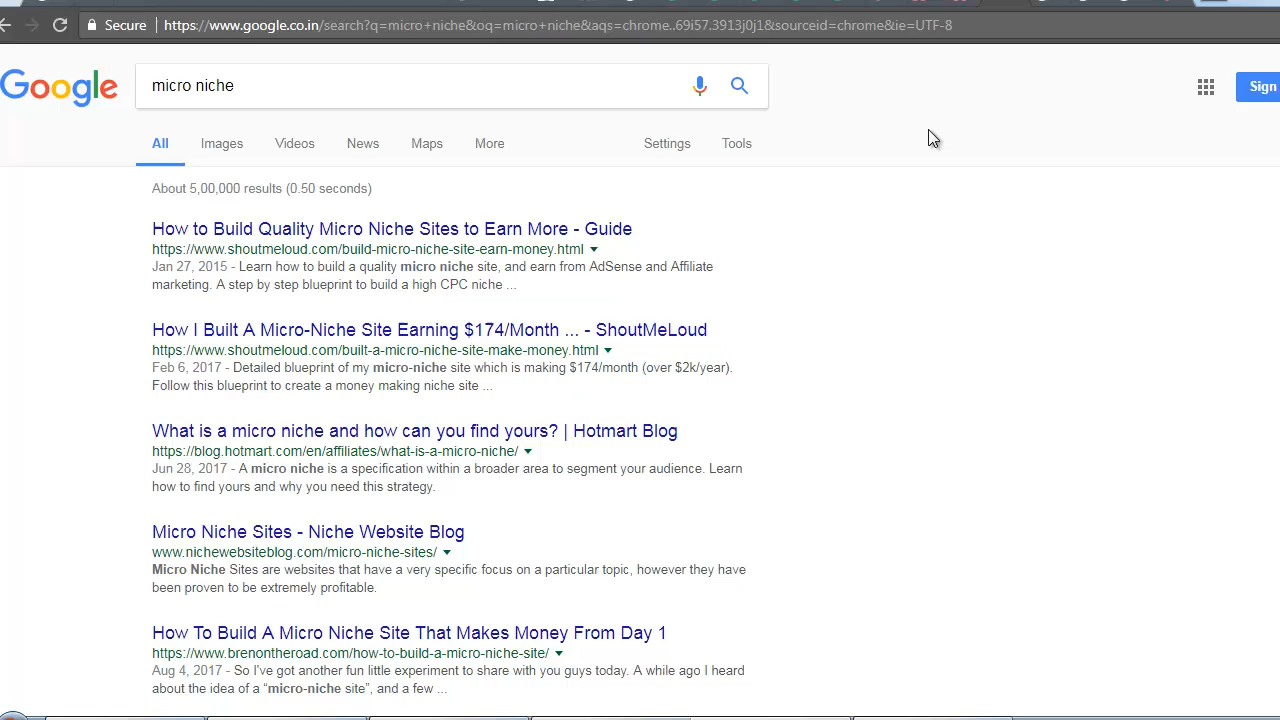 Secure https://www.google.co.in/search?q=micro+niche&oq=micro+niche&aqs=chrome..69i57.3913j0j1&sourceid=chrome&ie=UTF-8
Google micro niche Sign
All Images Videos News Maps More Settings Tools
About 5,00,000 results (0.50 seconds)
How to Build Quality Micro Niche Sites to Earn More - Guide
https://www.shoutmeloud.com/build-micro-niche-site-earn-money.html
Jan 27, 2015 - Learn how to build a quality micro niche site, and earn from AdSense and Affiliate
marketing. A step by step blueprint to build a high CPC niche ...
How I Built A Micro-Niche Site Earning $174/Month ... - ShoutMeLoud
https://www.shoutmeloud.com/built-a-micro-niche-site-make-money.html
Feb 6, 2017 - Detailed blueprint of my micro-niche site which is making $174/month (over $2k/year).
Follow this blueprint to create a money making niche site ...
What is a micro niche and how can you find yours? | Hotmart Blog
https://blog.hotmart.com/en/affiliates/what-is-a-micro-niche/
Jun 28, 2017 - A micro niche is a specification within a broader area to segment your audience. Learn
how to find yours and why you need this strategy.
Micro Niche Sites - Niche Website Blog
www.nichewebsiteblog.com/micro-niche-sites/
Micro Niche Sites are websites that have a very specific focus on a particular topic, however they have
been proven to be extremely profitable.
How To Build A Micro Niche Site That Makes Money From Day 1
https://www.brenontheroad.com/how-to-build-a-micro-niche-site/
Aug 4, 2017 - So I've got another fun little experiment to share with you guys today. A while ago I heard
about the idea of a “micro-niche site”, and a few ...